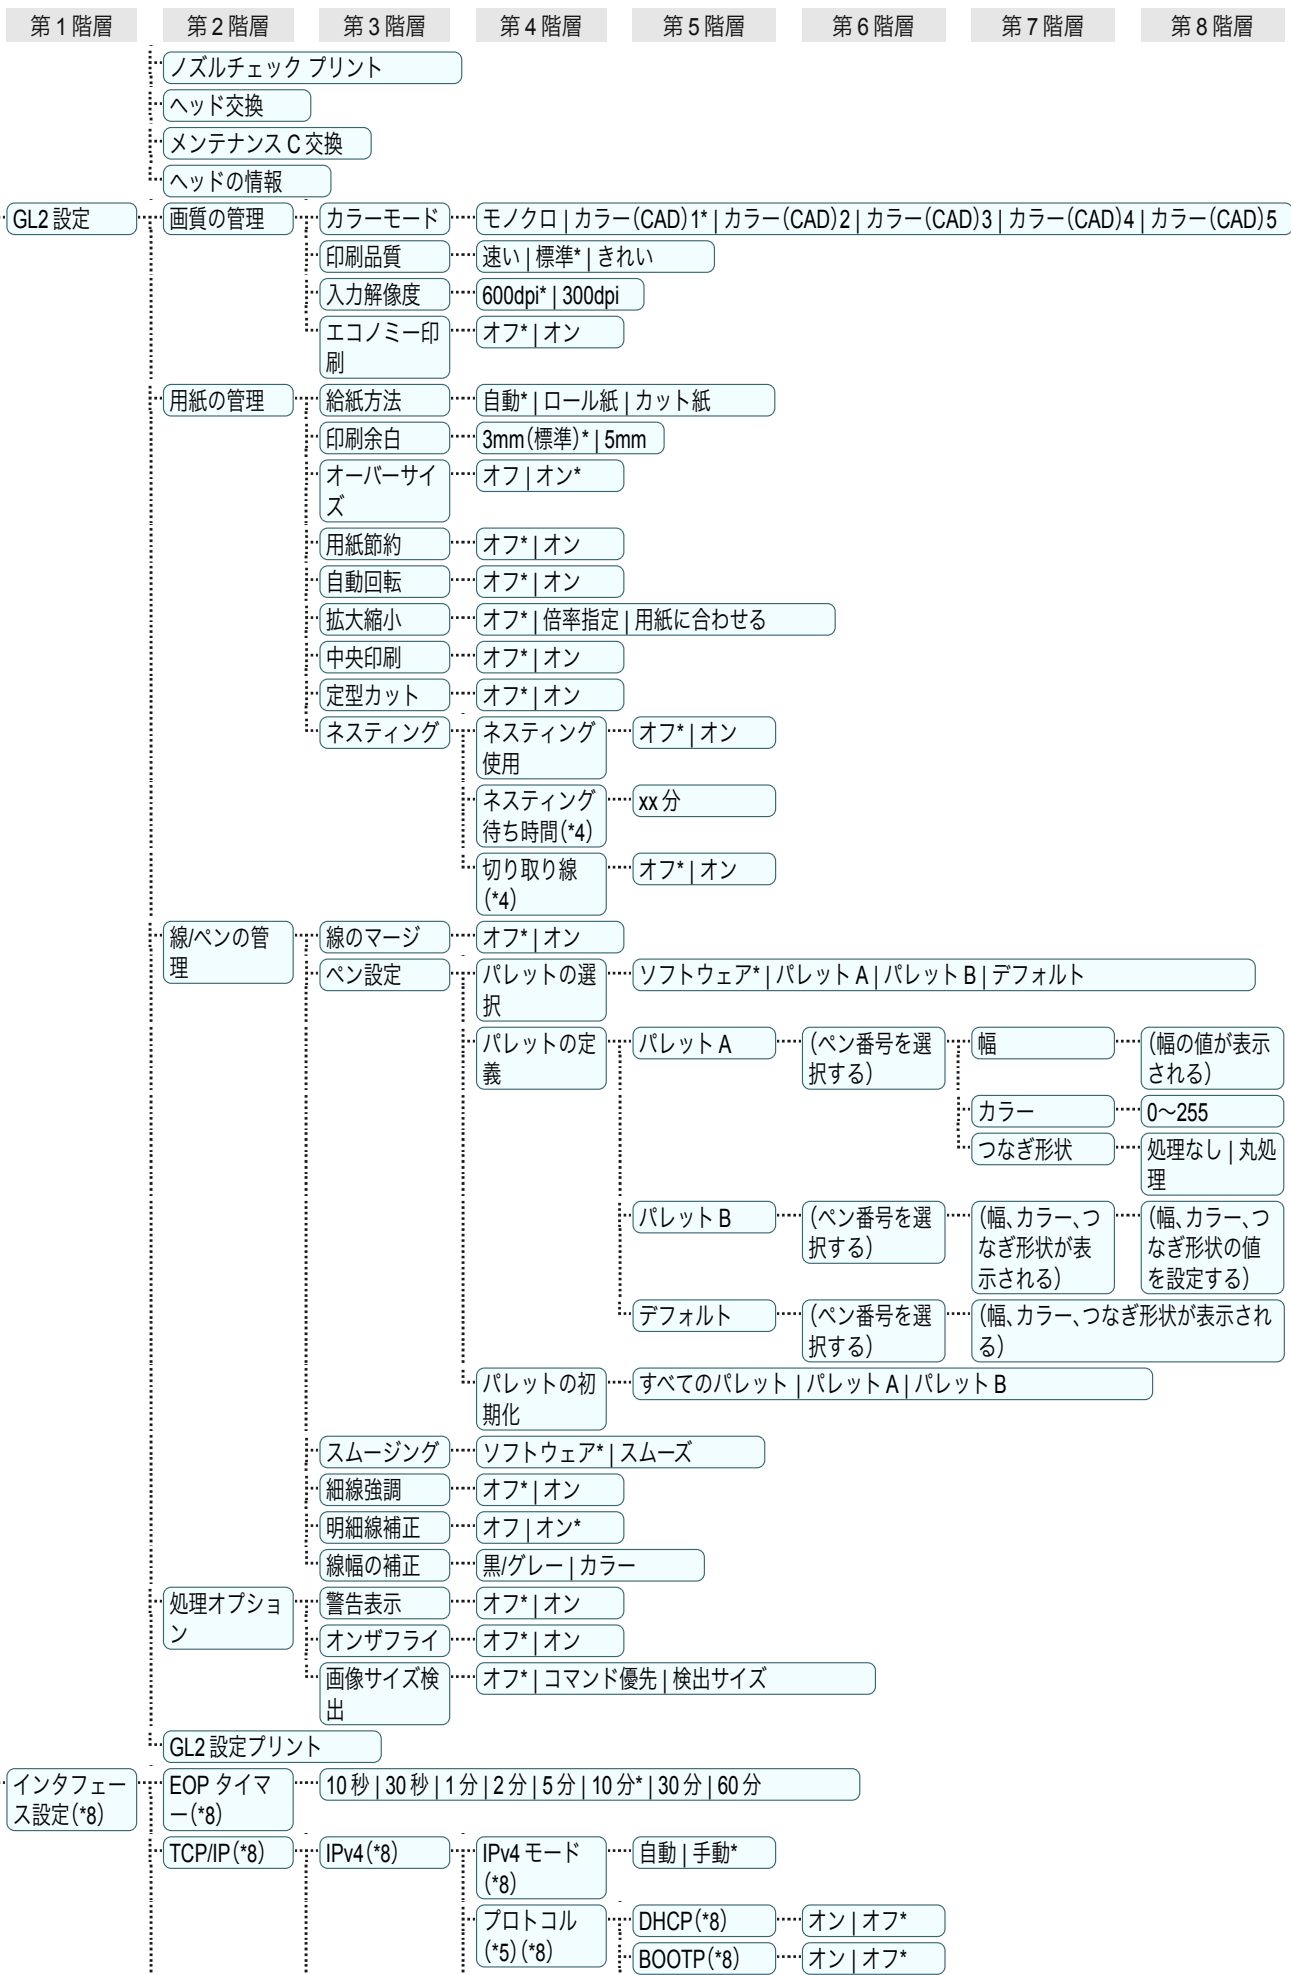 第1階層 第2階層 第3階層 第4階層 第5階層 第6階層 第7階層 第8階層
ノズルチェック プリント
ヘッド交換
メンテナンス C 交換
ヘッドの情報
GL2 設定 画質の管理 カラーモード モノクロ | カラー(CAD)1* | カラー(CAD)2 | カラー(CAD)3 | カラー(CAD)4 | カラー(CAD)5
印刷品質 速い | 標準* | きれい
入力解像度 600dpi* | 300dpi
エコノミー印 オフ* | オン
刷
用紙の管理 給紙方法 自動* | ロール紙 | カット紙
印刷余白 3mm(標準)* | 5mm
オーバーサイ オフ | オン*
ズ
用紙節約 オフ* | オン
自動回転 オフ* | オン
拡大縮小 オフ* | 倍率指定 | 用紙に合わせる
中央印刷 オフ* | オン
定型カット オフ* | オン
ネスティング ネスティング オフ* | オン
使用
ネスティング xx 分
待ち時間(*4)
切り取り線 オフ* | オン
(*4)
線/ペンの管 線のマージ オフ* | オン
理
ペン設定 パレットの選 ソフトウェア* | パレット A | パレット B | デフォルト
択
パレットの定 パレット A (ペン番号を選 幅 (幅の値が表示
義 択する) される)
カラー 0～255
つなぎ形状 処理なし | 丸処
理
パレット B (ペン番号を選 (幅、カラー、つ (幅、カラー、つ
択する) なぎ形状が表 なぎ形状の値
示される) を設定する)
デフォルト (ペン番号を選 (幅、カラー、つなぎ形状が表示され
択する) る)
パレットの初 すべてのパレット | パレット A | パレット B
期化
スムージング ソフトウェア* | スムーズ
細線強調 オフ* | オン
明細線補正 オフ | オン*
線幅の補正 黒/グレー | カラー
処理オプショ 警告表示 オフ* | オン
ン
オンザフライ オフ* | オン
画像サイズ検 オフ* | コマンド優先 | 検出サイズ
出
GL2 設定プリント
インタフェー EOP タイマ 10 秒 | 30 秒 | 1 分 | 2 分 | 5 分 | 10 分* | 30 分 | 60 分
ス設定(*8) ー(*8)
TCP/IP(*8) IPv4(*8) IPv4 モード 自動 | 手動*
(*8)
プロトコル DHCP(*8) オン | オフ*
(*5)(*8)
BOOTP(*8) オン | オフ*